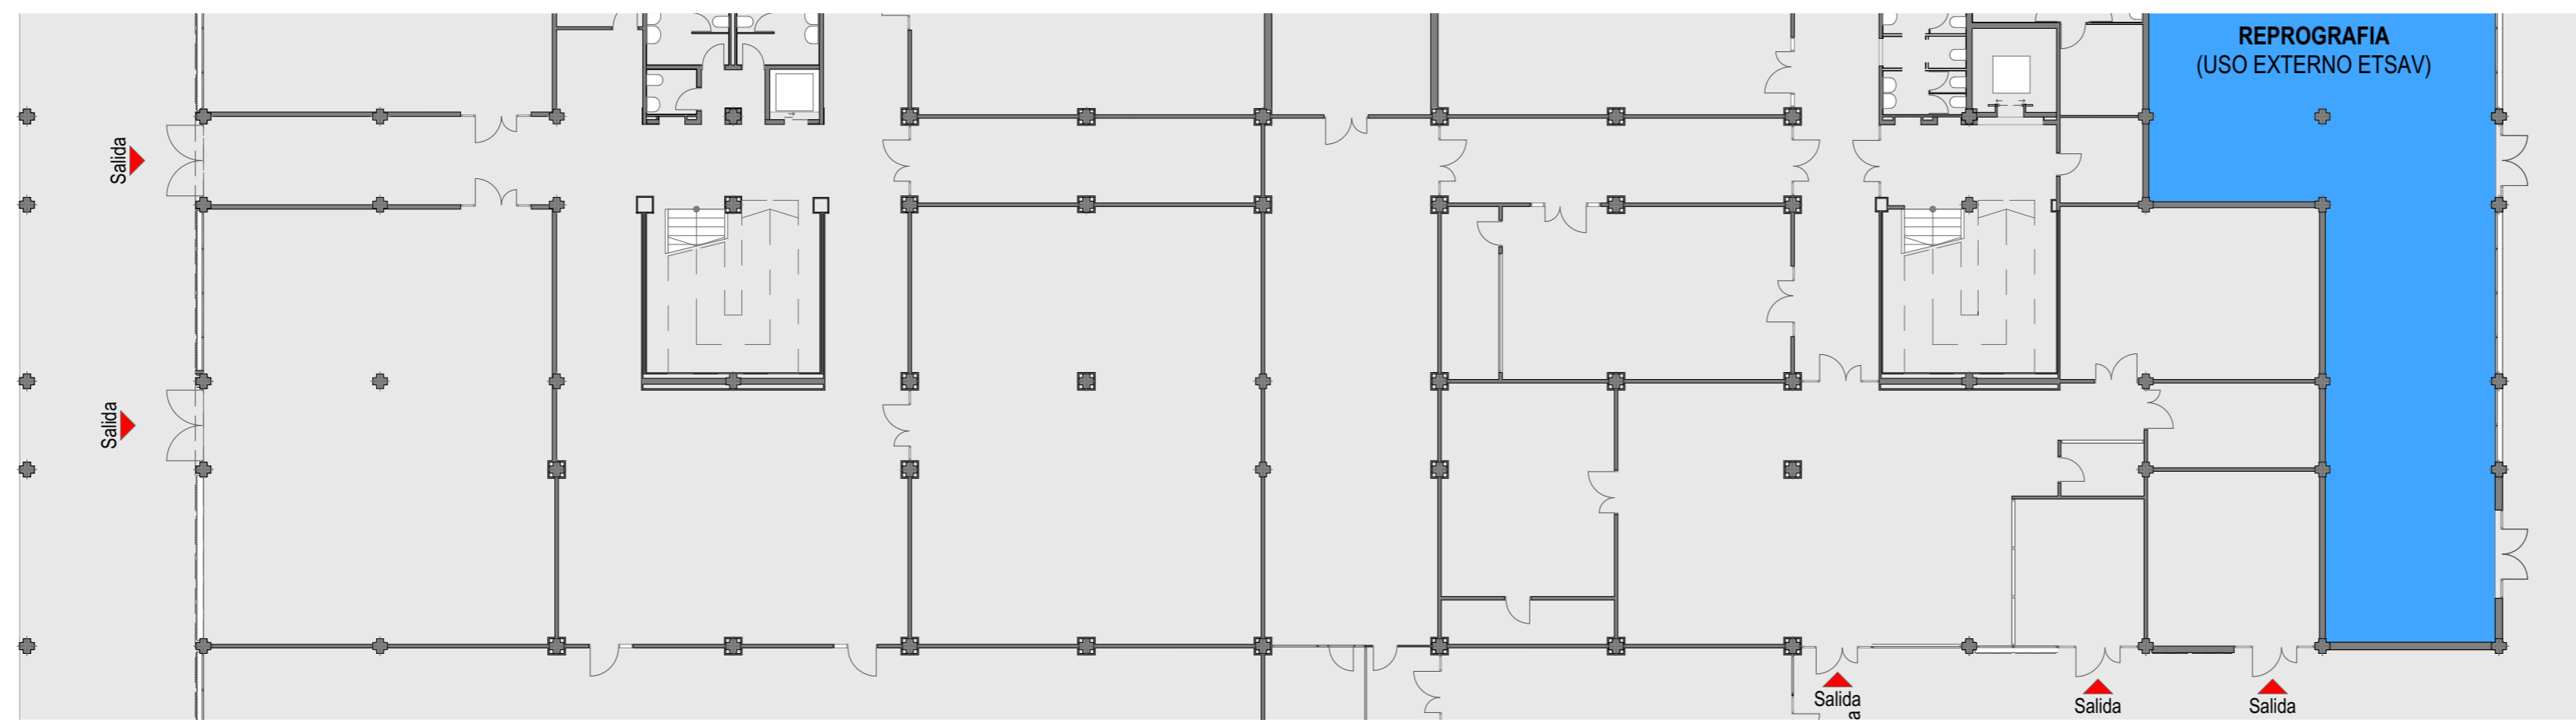 REPROGRAFIA
(USO EXTERNO ETSAV)
Salida
Salida
Salida
Salida
Salida
a